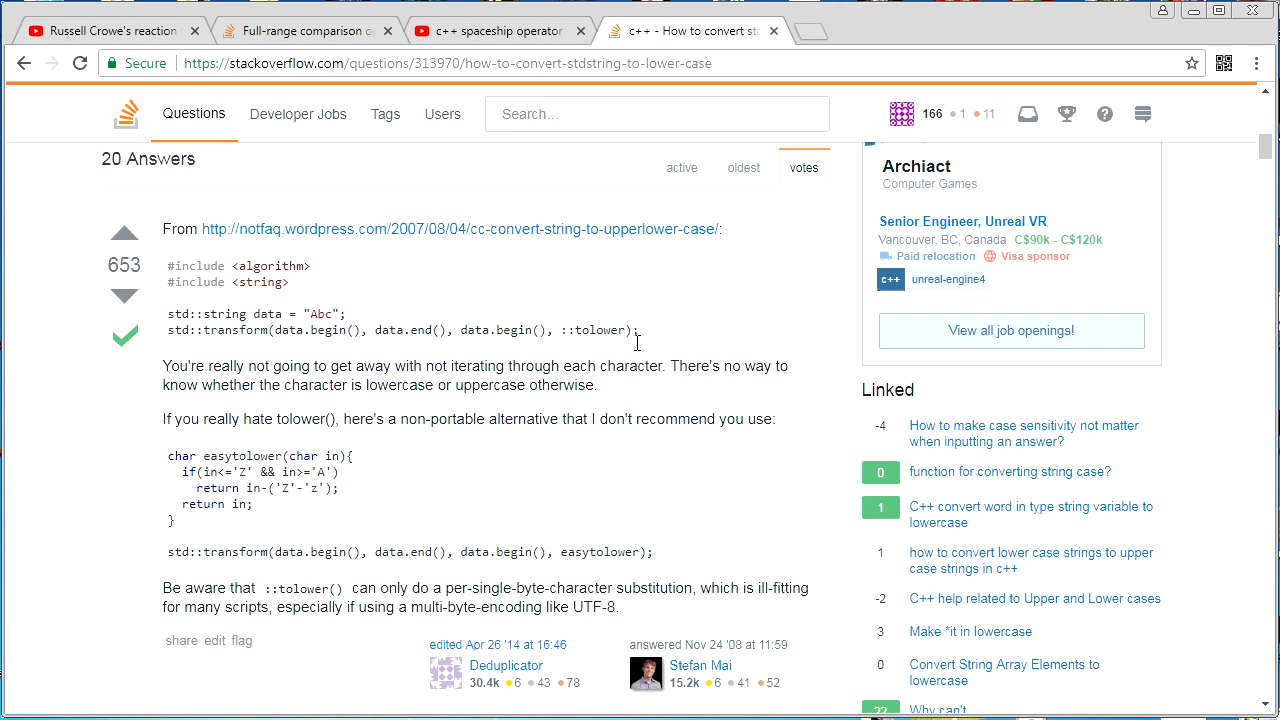 Russell Crowe's reaction
Full-range comparison op
c++ spaceship operator
c++ - How to convert std
Secure
https://stackoverflow.com/questions/313970/how-to-convert-stdstring-to-lower-case
Questions
Developer Jobs
Tags
Users
Search...
166 1 11
20 Answers
active
oldest
votes
From http://notfaq.wordpress.com/2007/08/04/cc-convert-string-to-upperlower-case/:
653
#include <algorithm>
#include <string>
std::string data = "Abc";
std::transform(data.begin(), data.end(), data.begin(), ::tolower);
You're really not going to get away with not iterating through each character. There's no way to
know whether the character is lowercase or uppercase otherwise.
If you really hate tolower(), here's a non-portable alternative that I don't recommend you use:
char easytolower(char in){
if(in<='Z' && in>='A')
return in-('Z'-'z');
return in;
}
std::transform(data.begin(), data.end(), data.begin(), easytolower);
Be aware that ::tolower() can only do a per-single-byte-character substitution, which is ill-fitting
for many scripts, especially if using a multi-byte-encoding like UTF-8.
share edit flag
edited Apr 26 '14 at 16:46
Deduplicator
30.4k 6 43 78
answered Nov 24 '08 at 11:59
Stefan Mai
15.2k 6 41 52
Archiact
Computer Games
Senior Engineer, Unreal VR
Vancouver, BC, Canada C$90k - C$120k
Paid relocation Visa sponsor
c++ unreal-engine4
View all job openings!
Linked
-4 How to make case sensitivity not matter
when inputting an answer?
0 function for converting string case?
1 C++ convert word in type string variable to
lowercase
1 how to convert lower case strings to upper
case strings in c++
-2 C++ help related to Upper and Lower cases
3 Make *it in lowercase
0 Convert String Array Elements to
lowercase
22 Why can't